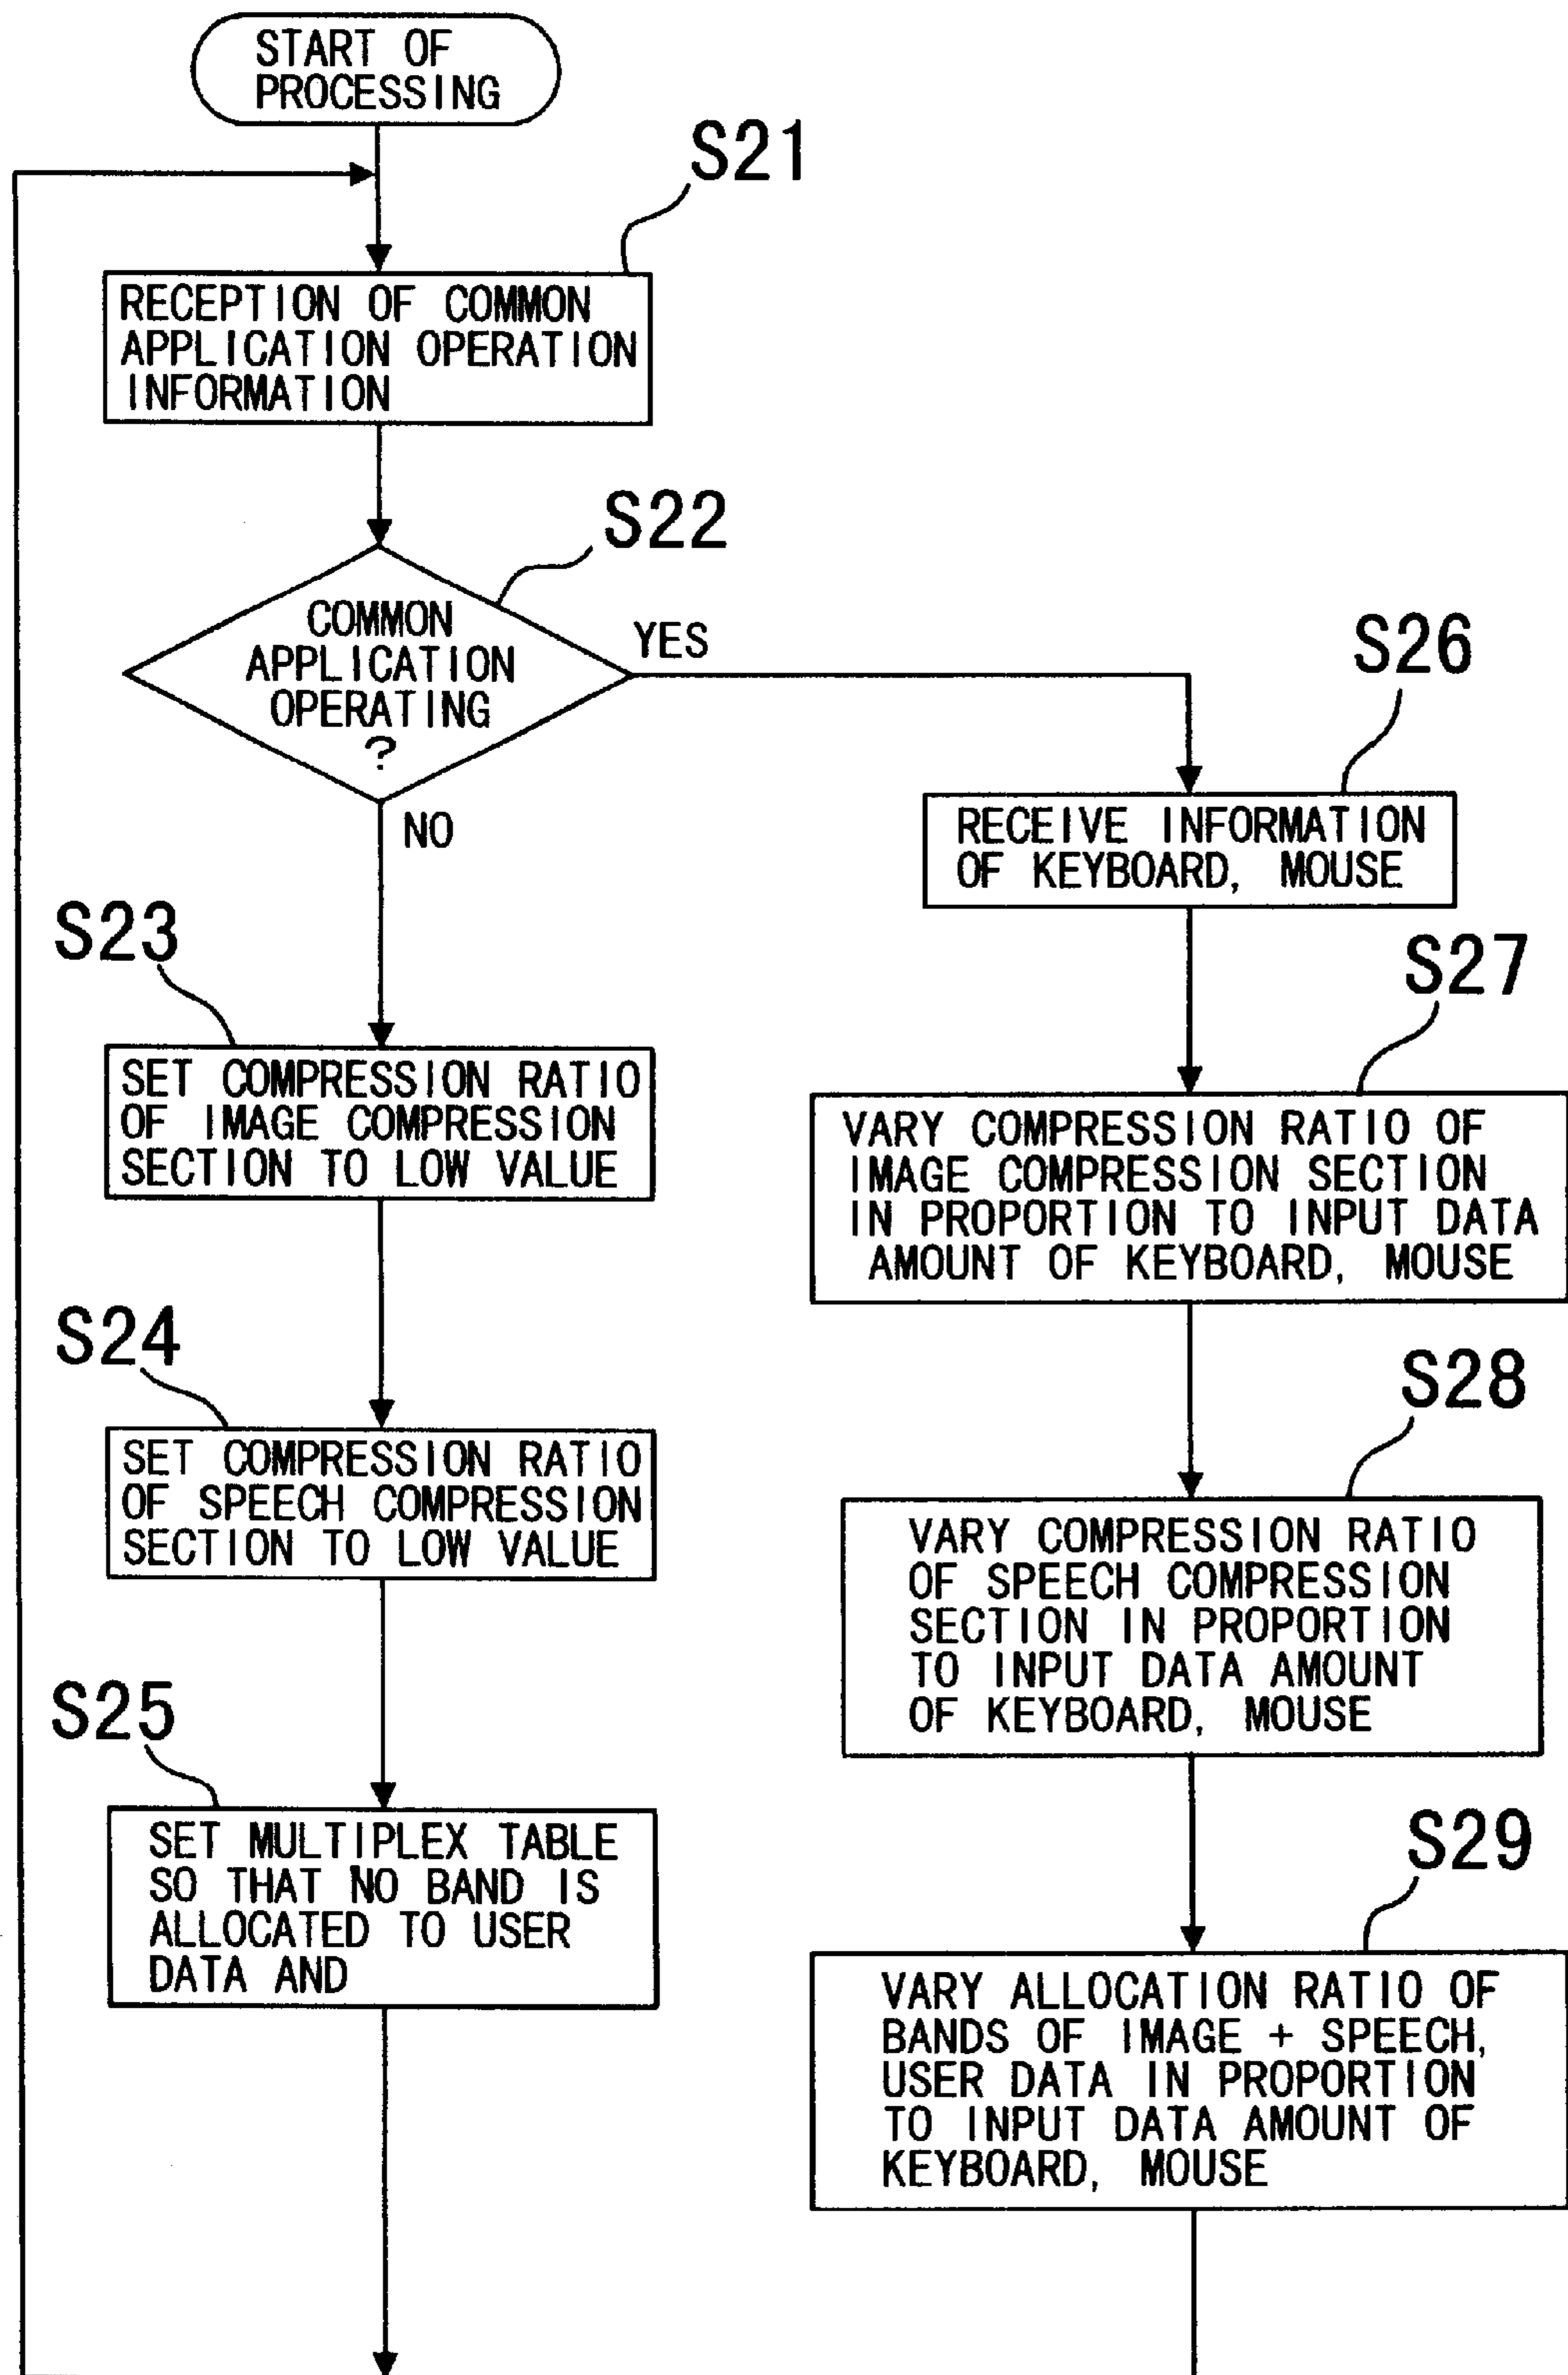 START OF
PROCESSING
S21
RECEPTION OF COMMON
APPLICATION OPERATION
INFORMATION
S22
COMMON
APPLICATION
OPERATING
?
YES
NO
S23
SET COMPRESSION RATIO
OF IMAGE COMPRESSION
SECTION TO LOW VALUE
S24
SET COMPRESSION RATIO
OF SPEECH COMPRESSION
SECTION TO LOW VALUE
S25
SET MULTIPLEX TABLE
SO THAT NO BAND IS
ALLOCATED TO USER
DATA AND
S26
RECEIVE INFORMATION
OF KEYBOARD, MOUSE
S27
VARY COMPRESSION RATIO OF
IMAGE COMPRESSION SECTION
IN PROPORTION TO INPUT DATA
AMOUNT OF KEYBOARD, MOUSE
S28
VARY COMPRESSION RATIO
OF SPEECH COMPRESSION
SECTION IN PROPORTION
TO INPUT DATA AMOUNT
OF KEYBOARD, MOUSE
S29
VARY ALLOCATION RATIO OF
BANDS OF IMAGE + SPEECH,
USER DATA IN PROPORTION
TO INPUT DATA AMOUNT OF
KEYBOARD, MOUSE